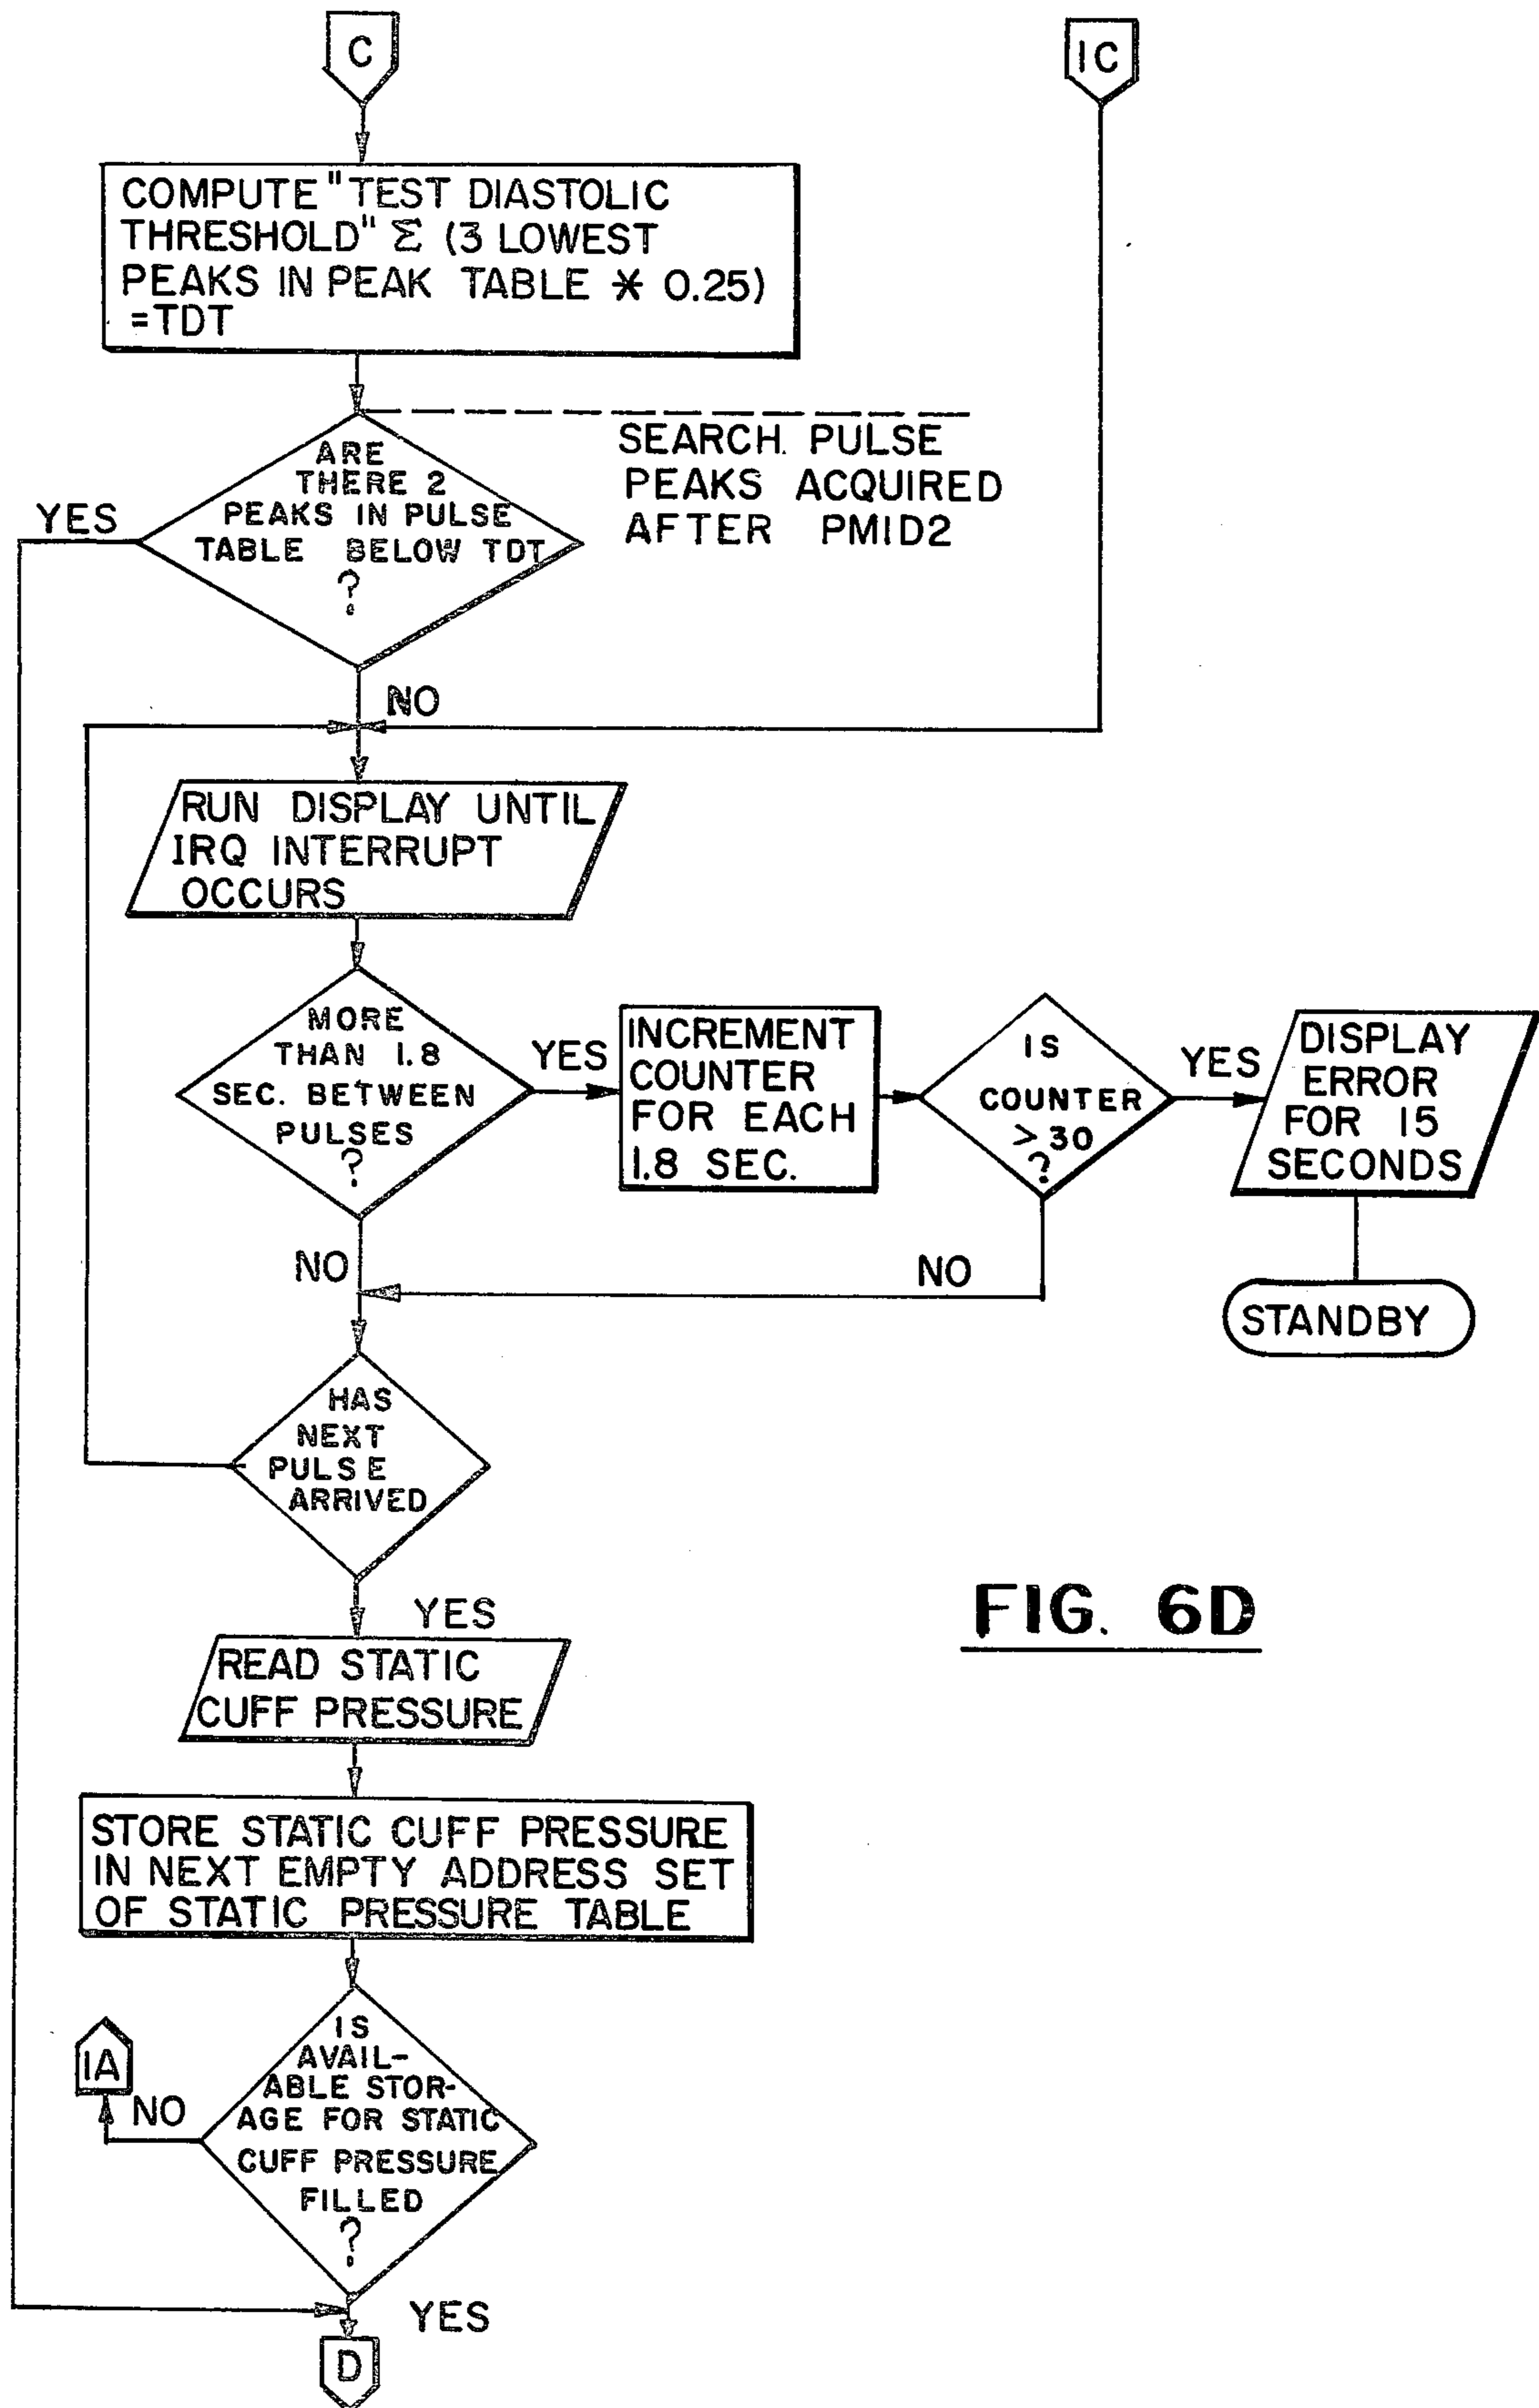 C
1C
COMPUTE "TEST DIASTOLIC
THRESHOLD" Σ (3 LOWEST
PEAKS IN PEAK TABLE * 0.25)
=TDT
SEARCH. PULSE
PEAKS ACQUIRED
AFTER PMID2
ARE
THERE 2
PEAKS IN PULSE
TABLE BELOW TDT
?
YES
NO
RUN DISPLAY UNTIL
IRQ INTERRUPT
OCCURS
MORE
THAN 1.8
SEC. BETWEEN
PULSES
?
YES
INCREMENT
COUNTER
FOR EACH
1.8 SEC.
IS
COUNTER
> 30
?
YES
DISPLAY
ERROR
FOR 15
SECONDS
NO
NO
STANDBY
HAS
NEXT
PULSE
ARRIVED
YES
FIG. 6D
READ STATIC
CUFF PRESSURE
STORE STATIC CUFF PRESSURE
IN NEXT EMPTY ADDRESS SET
OF STATIC PRESSURE TABLE
IS
AVAIL-
ABLE STOR-
AGE FOR STATIC
CUFF PRESSURE
FILLED
?
1A
NO
YES
D